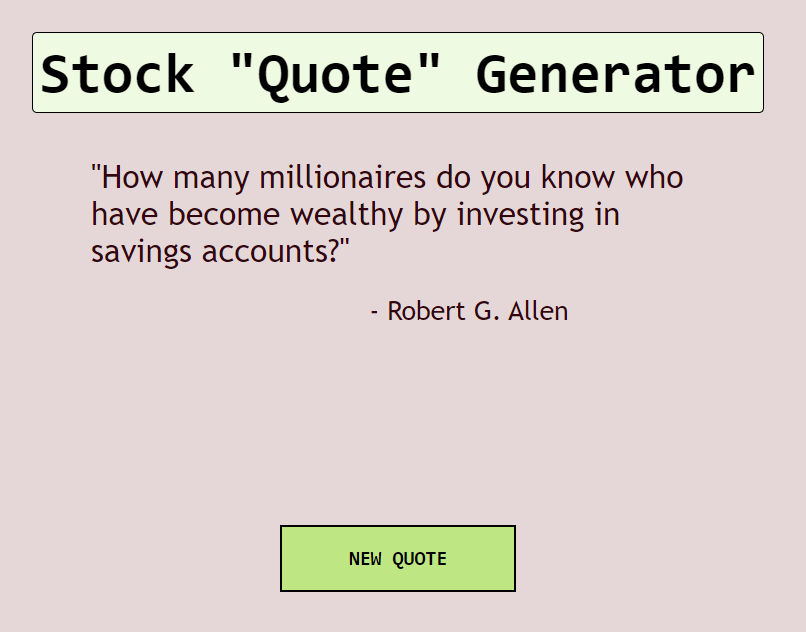 Stock "Quote" Generator
"How many millionaires do you know who
have become wealthy by investing in
savings accounts?"
- Robert G. Allen
NEW QUOTE